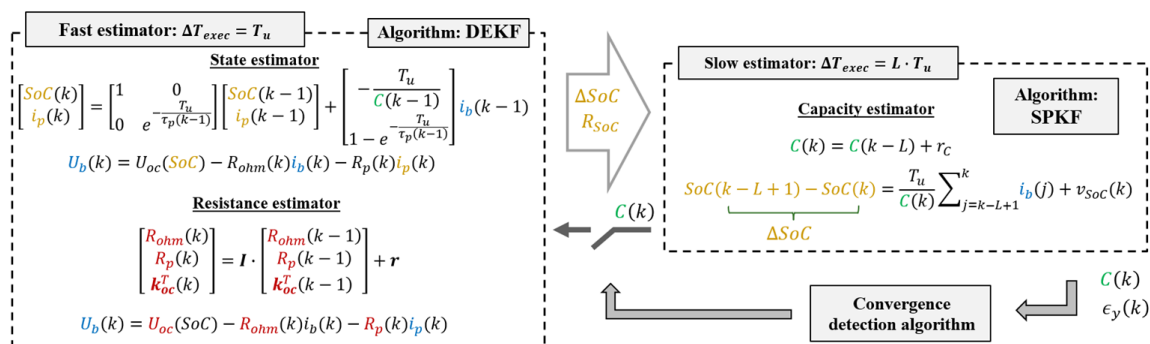 Fast estimator: Δ𝑇ₑₓₑ꜀ = 𝑇ᵤ
Algorithm: DEKF
State estimator
[SoC(k); i_p(k)] = [1 0; 0 e^{-T_u/τ_p(k−1)}] [SoC(k−1); i_p(k−1)] + [−T_u/C(k−1); 1 − e^{-T_u/τ_p(k−1)}] i_b(k−1)
U_b(k) = U_oc(SoC) − R_ohm(k)i_b(k) − R_p(k)i_p(k)
Resistance estimator
[R_ohm(k); R_p(k); k_oc^T(k)] = I · [R_ohm(k−1); R_p(k−1); k_oc^T(k−1)] + r
U_b(k) = U_oc(SoC) − R_ohm(k)i_b(k) − R_p(k)i_p(k)
ΔSoC
R_SoC
C(k)
Slow estimator: ΔT_exec = L · T_u
Algorithm:
SPKF
Capacity estimator
C(k) = C(k − L) + r_C
SoC(k − L + 1) − SoC(k) = T_u/C(k) ∑_{j=k−L+1}^{k} i_b(j) + v_SoC(k)
ΔSoC
C(k)
ϵ_y(k)
Convergence
detection algorithm